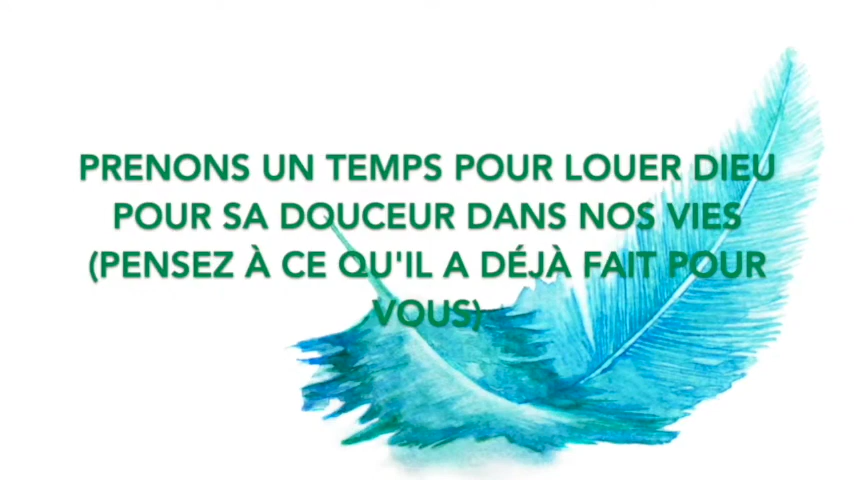 PRENONS UN TEMPS POUR LOUER DIEU
POUR SA DOUCEUR DANS NOS VIES
(PENSEZ À CE QU'IL A DÉJÀ FAIT POUR
VOUS)